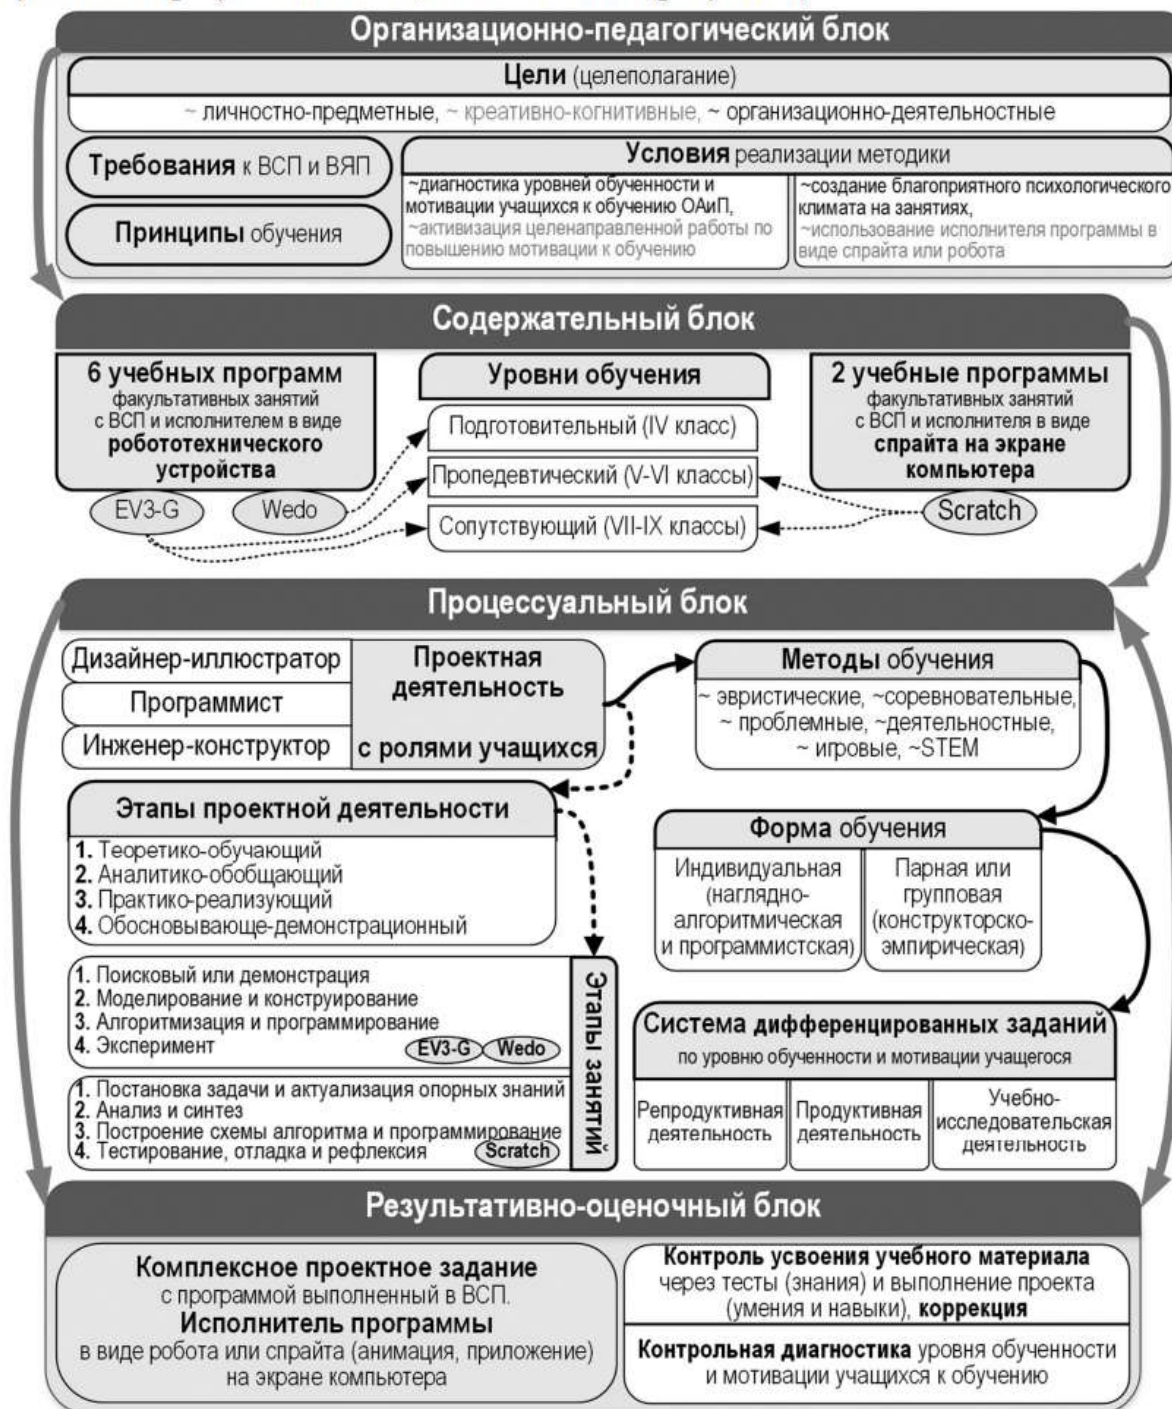 Организационно-педагогический блок
Цели (целеполагание)
~ личностно-предметные, ~ креативно-когнитивные, ~ организационно-деятельностные
Требования к ВСП и ВЯП
Принципы обучения
Условия реализации методики
~диагностика уровней обученности и
мотивации учащихся к обучению ОАиП,
~активизация целенаправленной работы по
повышению мотивации к обучению
~создание благоприятного психологического
климата на занятиях,
~использование исполнителя программы в
виде спрайта или робота
Содержательный блок
6 учебных программ
факультативных занятий
с ВСП и исполнителем в виде
робототехнического
устройства
EV3-G
Wedo
Уровни обучения
Подготовительный (IV класс)
Пропедевтический (V-VI классы)
Сопутствующий (VII-IX классы)
2 учебные программы
факультативных занятий
с ВСП и исполнителя в виде
спрайта на экране
компьютера
Scratch
Процессуальный блок
Дизайнер-иллюстратор
Программист
Инженер-конструктор
Проектная
деятельность
с ролями учащихся
Методы обучения
~ эвристические, ~соревновательные,
~ проблемные, ~деятельностные,
~ игровые, ~STEM
Этапы проектной деятельности
1. Теоретико-обучающий
2. Аналитико-обобщающий
3. Практико-реализующий
4. Обосновывающе-демонстрационный
Форма обучения
Индивидуальная
(наглядно-
алгоритмическая
и программистская)
Парная или
групповая
(конструкторско-
эмпирическая)
1. Поисковый или демонстрация
2. Моделирование и конструирование
3. Алгоритмизация и программирование
4. Эксперимент
EV3-G
Wedo
1. Постановка задачи и актуализация опорных знаний
2. Анализ и синтез
3. Построение схемы алгоритма и программирование
4. Тестирование, отладка и рефлексия
Scratch
Этапы занятий
Система дифференцированных заданий
по уровню обученности и мотивации учащегося
Репродуктивная
деятельность
Продуктивная
деятельность
Учебно-
исследовательская
деятельность
Результативно-оценочный блок
Комплексное проектное задание
с программой выполненный в ВСП.
Исполнитель программы
в виде робота или спрайта (анимация, приложение)
на экране компьютера
Контроль усвоения учебного материала
через тесты (знания) и выполнение проекта
(умения и навыки), коррекция
Контрольная диагностика уровня обученности
и мотивации учащихся к обучению